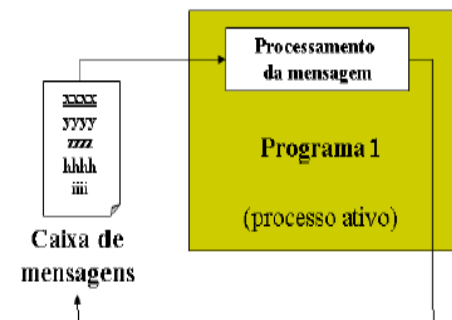 xxxx
yyyy
zzzz
hhhh
iiii
Caixa de
mensagens
Processamento
da mensagem
Programa 1
(processo ativo)